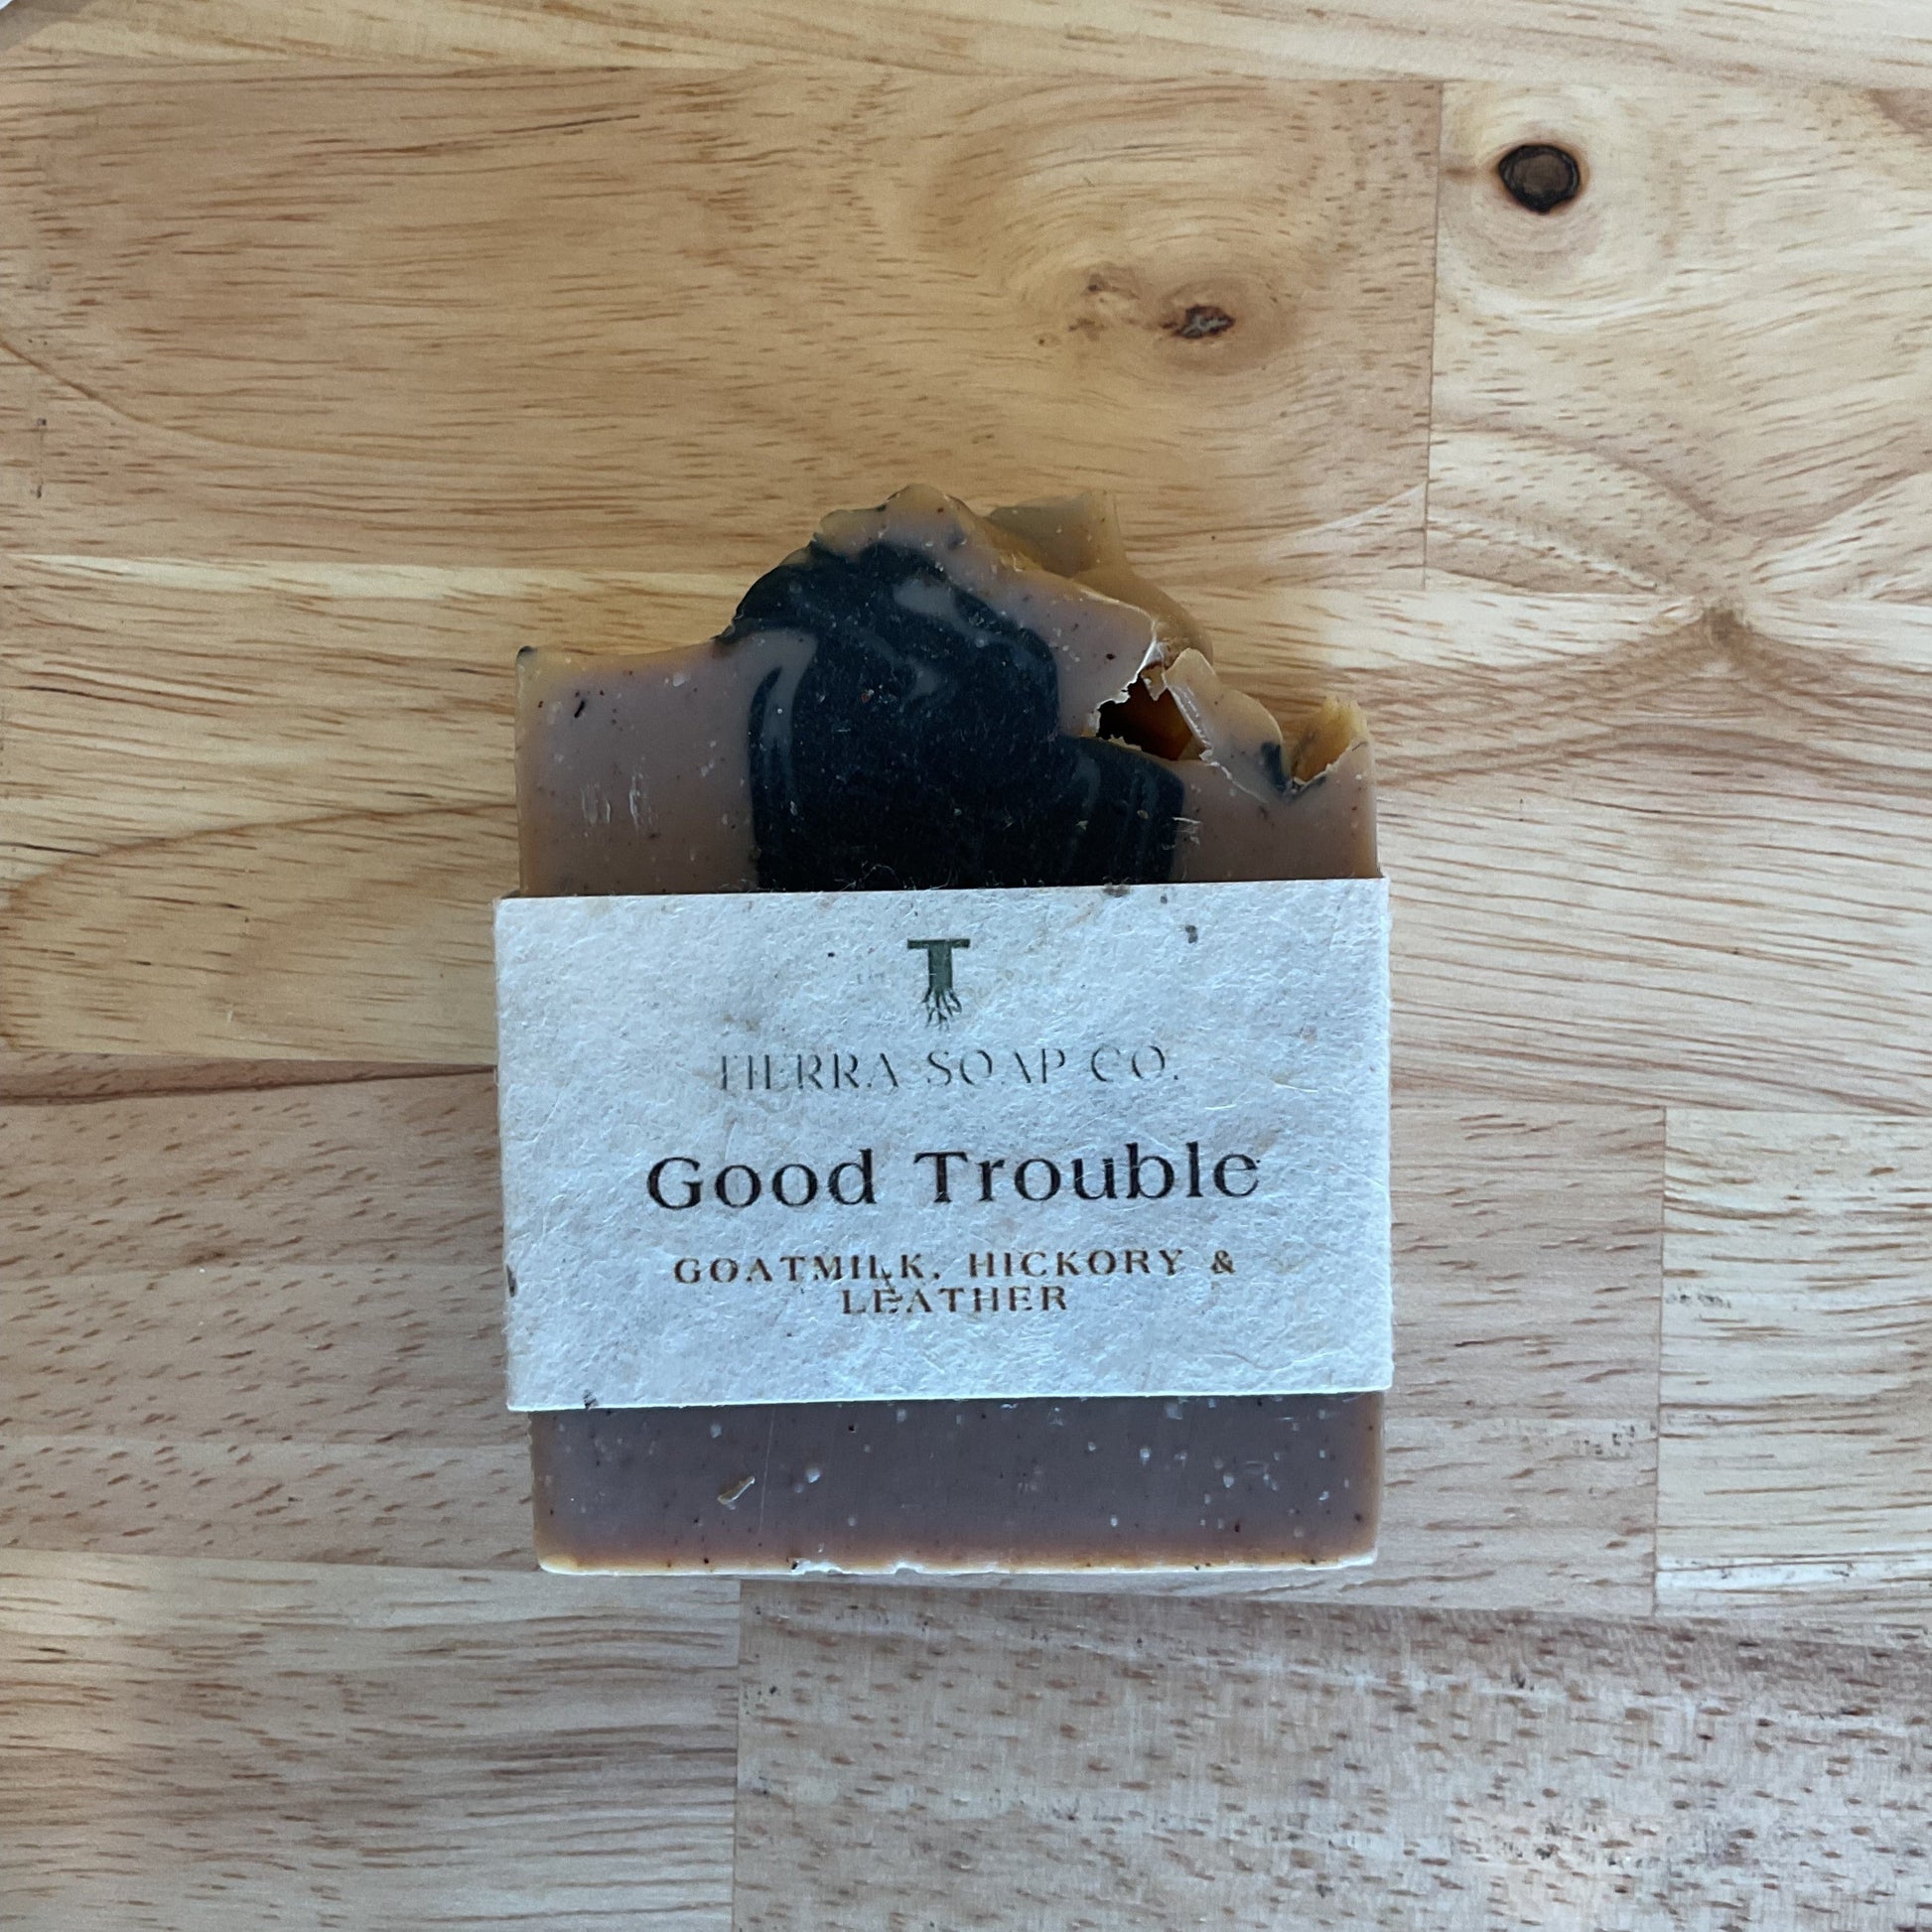 T
TIERRA SOAP CO.
Good Trouble
GOATMILK, HICKORY &
LEATHER